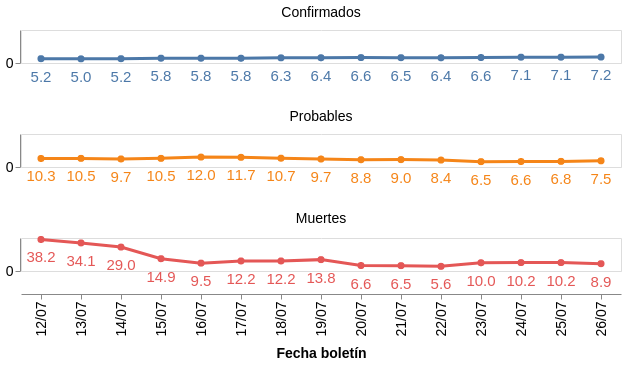 Confirmados
0
5.2 5.0 5.2 5.8 5.8 5.8 6.3 6.4 6.6 6.5 6.4 6.6 7.1 7.1 7.2
Probables
0
10.3 10.5 9.7 10.5 12.0 11.7 10.7 9.7 8.8 9.0 8.4 6.5 6.6 6.8 7.5
Muertes
0
38.2 34.1 29.0 14.9 9.5 12.2 12.2 13.8 6.6 6.5 5.6 10.0 10.2 10.2 8.9
12/07 13/07 14/07 15/07 16/07 17/07 18/07 19/07 20/07 21/07 22/07 23/07 24/07 25/07 26/07
Fecha boletín